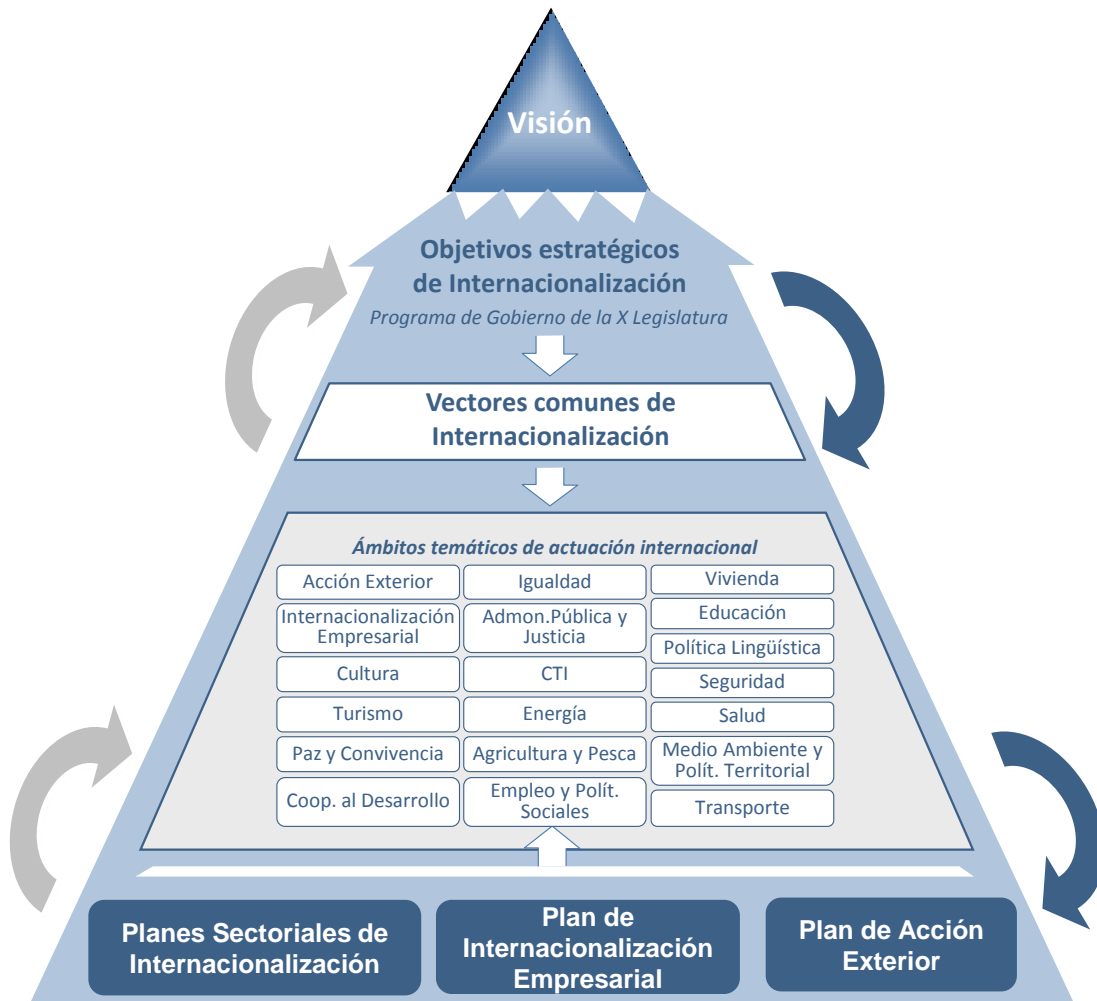 Visión
Objetivos estratégicos
de Internacionalización
Programa de Gobierno de la X Legislatura
Vectores comunes de
Internacionalización
Ámbitos temáticos de actuación internacional
Acción Exterior
Internacionalización
Empresarial
Cultura
Turismo
Paz y Convivencia
Coop. al Desarrollo
Igualdad
Admon.Pública y
Justicia
CTI
Energía
Agricultura y Pesca
Empleo y Polít.
Sociales
Vivienda
Educación
Política Lingüística
Seguridad
Salud
Medio Ambiente y
Polít. Territorial
Transporte
Planes Sectoriales de
Internacionalización
Plan de
Internacionalización
Empresarial
Plan de Acción
Exterior